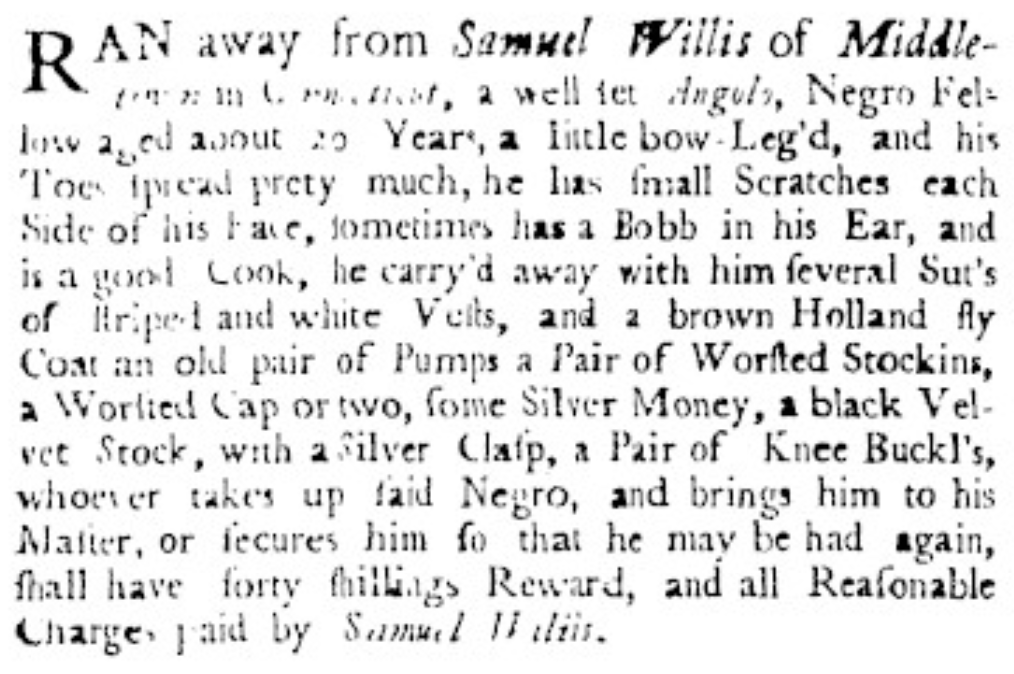 RAN away from Samuel Willis of Middle-
town in Connecticut, a well ſet Angola, Negro Fel-
low aged about 20 Years, a little bow-Leg'd, and his
Toes ſpread prety much, he has ſmall Scratches each
Side of his Face, ſometimes has a Bobb in his Ear, and
is a good Cook, he carry'd away with him ſeveral Sut's
of ſtriped and white Veſts, and a brown Holland fly
Coat an old pair of Pumps a Pair of Worſted Stockins,
a Worſted Cap or two, ſome Silver Money, a black Vel-
vet Stock, with a Silver Claſp, a Pair of Knee Buckl's,
whoever takes up ſaid Negro, and brings him to his
Maſter, or ſecures him ſo that he may be had again,
ſhall have forty ſhillings Reward, and all Reaſonable
Charges paid by Samuel Willis.